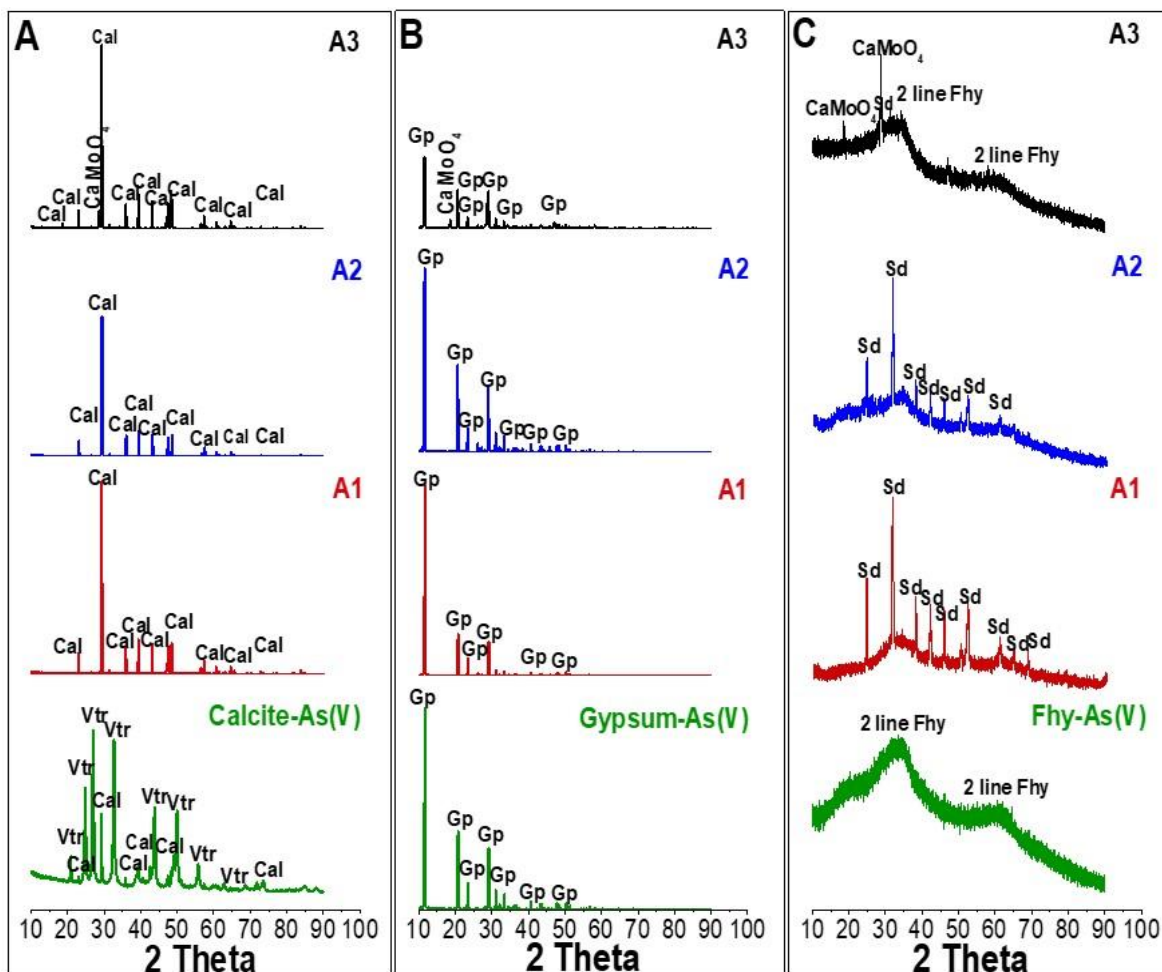 A
Cal
A3
CaMoO4
Cal
Cal
Cal
Cal
Cal
Cal
Cal
Cal
Cal
A2
Cal
Cal
Cal
Cal
Cal
Cal
Cal
Cal
Cal
A1
Cal
Cal
Cal
Cal
Cal
Cal
Cal
Cal
Cal
Calcite-As(V)
Vtr
Vtr
Vtr
Vtr
Cal
Vtr
Vtr
Cal
Cal
Cal
Cal
Vtr
Vtr
Cal
10 20 30 40 50 60 70 80 90 100
2 Theta
B
A3
Gp
CaMoO4
Gp
Gp
Gp
Gp
Gp
A2
Gp
Gp
Gp
Gp
Gp
Gp
Gp
A1
Gp
Gp
Gp
Gp
Gp
Gp
Gypsum-As(V)
Gp
Gp
Gp
Gp
Gp
Gp
Gp
10 20 30 40 50 60 70 80 90 100
2 Theta
C
A3
CaMoO4
CaMoO4
Sd
2 line Fhy
2 line Fhy
A2
Sd
Sd
Sd
Sd
Sd
Sd
Sd
A1
Sd
Sd
Sd
Sd
Sd
Sd
Sd
Sd
Sd
Fhy-As(V)
2 line Fhy
2 line Fhy
10 20 30 40 50 60 70 80 90 100
2 Theta